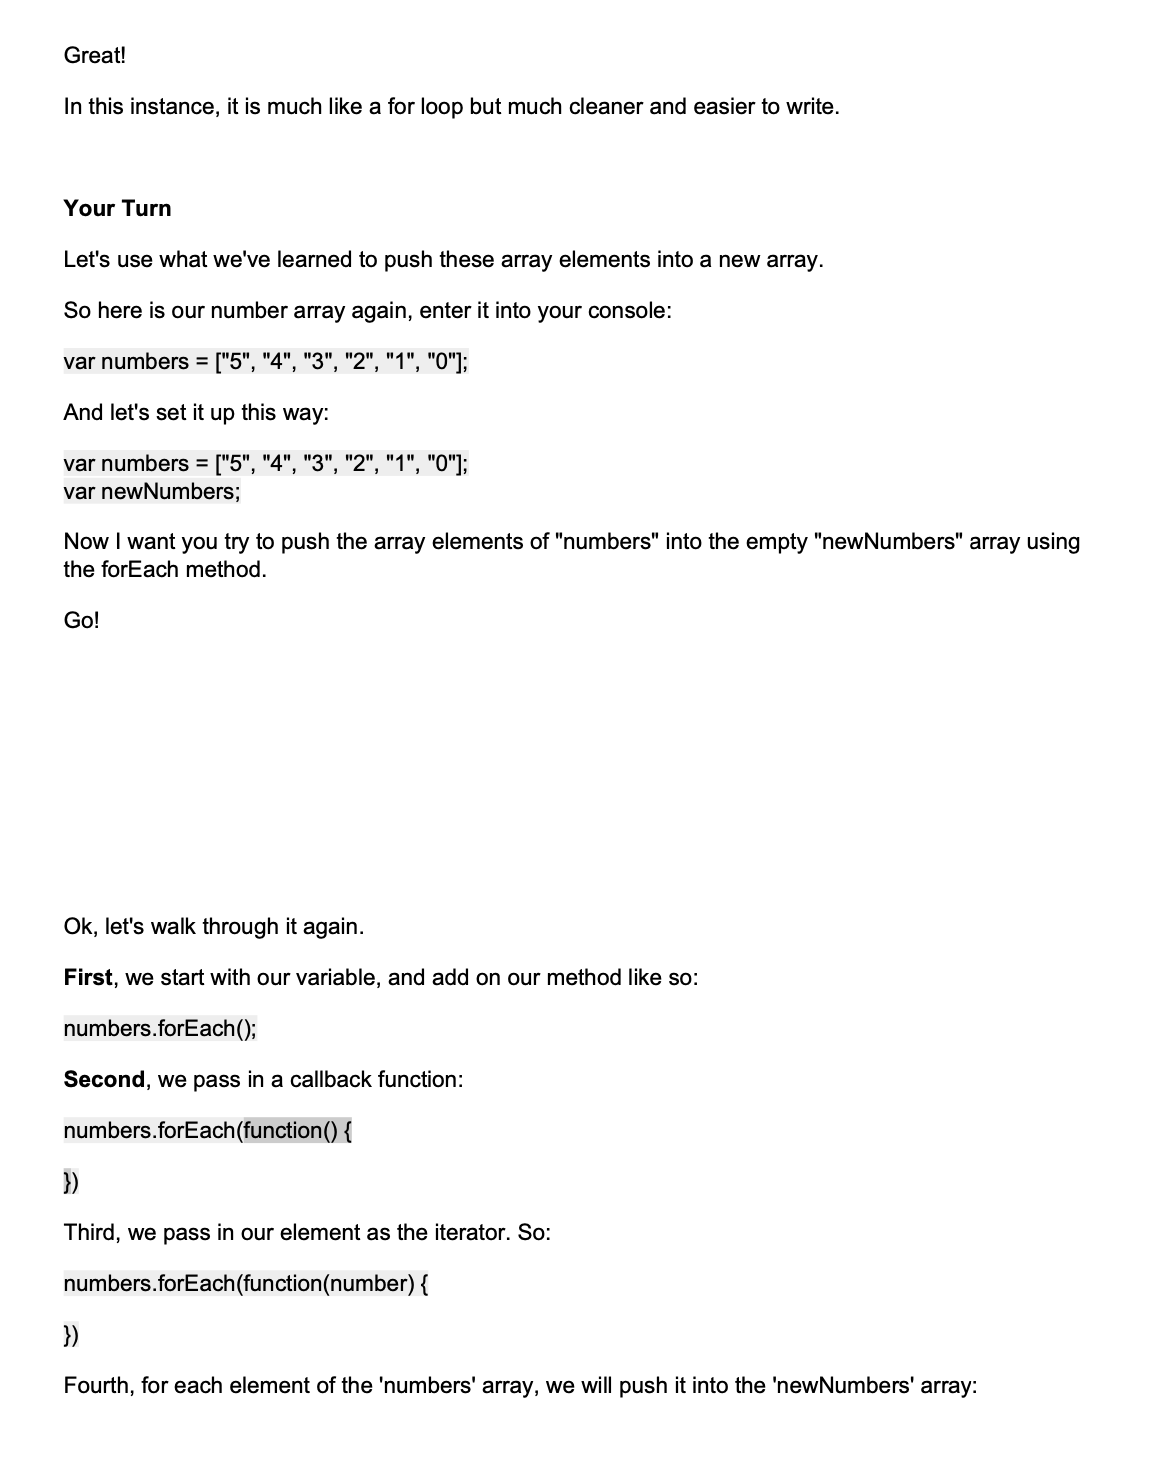 Great!
In this instance, it is much like a for loop but much cleaner and easier to write.
Your Turn
Let's use what we've learned to push these array elements into a new array.
So here is our number array again, enter it into your console:
var numbers = ["5", "4", "3", "2", "1", "0"];
And let's set it up this way:
var numbers = ["5", "4", "3", "2", "1", "0"];
var newNumbers;
Now I want you try to push the array elements of "numbers" into the empty "newNumbers" array using
the forEach method.
Go!
Ok, let's walk through it again.
First, we start with our variable, and add on our method like so:
numbers.forEach();
Second, we pass in a callback function:
numbers.forEach(function() {
})
Third, we pass in our element as the iterator. So:
numbers.forEach(function(number) {
})
Fourth, for each element of the 'numbers' array, we will push it into the 'newNumbers' array: